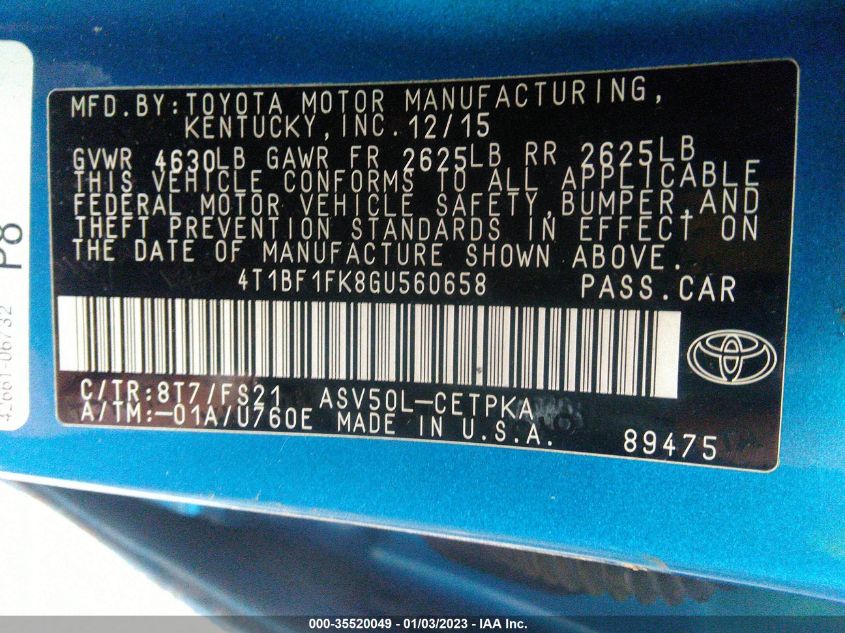 MFD.BY:TOYOTA MOTOR MANUFACTURING,
KENTUCKY,INC.12/15
GVWR 4630LB GAWR FR 2625LB RR 2625LB
THIS VEHICLE CONFORMS TO ALL APPLICABLE
FEDERAL MOTOR VEHICLE SAFETY,BUMPER,AND
THEFT PREVENTION STANDARDS IN EFFECT ON
THE DATE OF MANUFACTURE SHOWN ABOVE.
4T1BF1FK8GU560658 PASS.CAR
C/TR:8T7/FS21 ASV50L-CETPKA
A/TM:-01A/U760E MADE IN U.S.A.
89475
P8
42661-06732
000-35520049 — 01/03/2023 — IAA Inc.